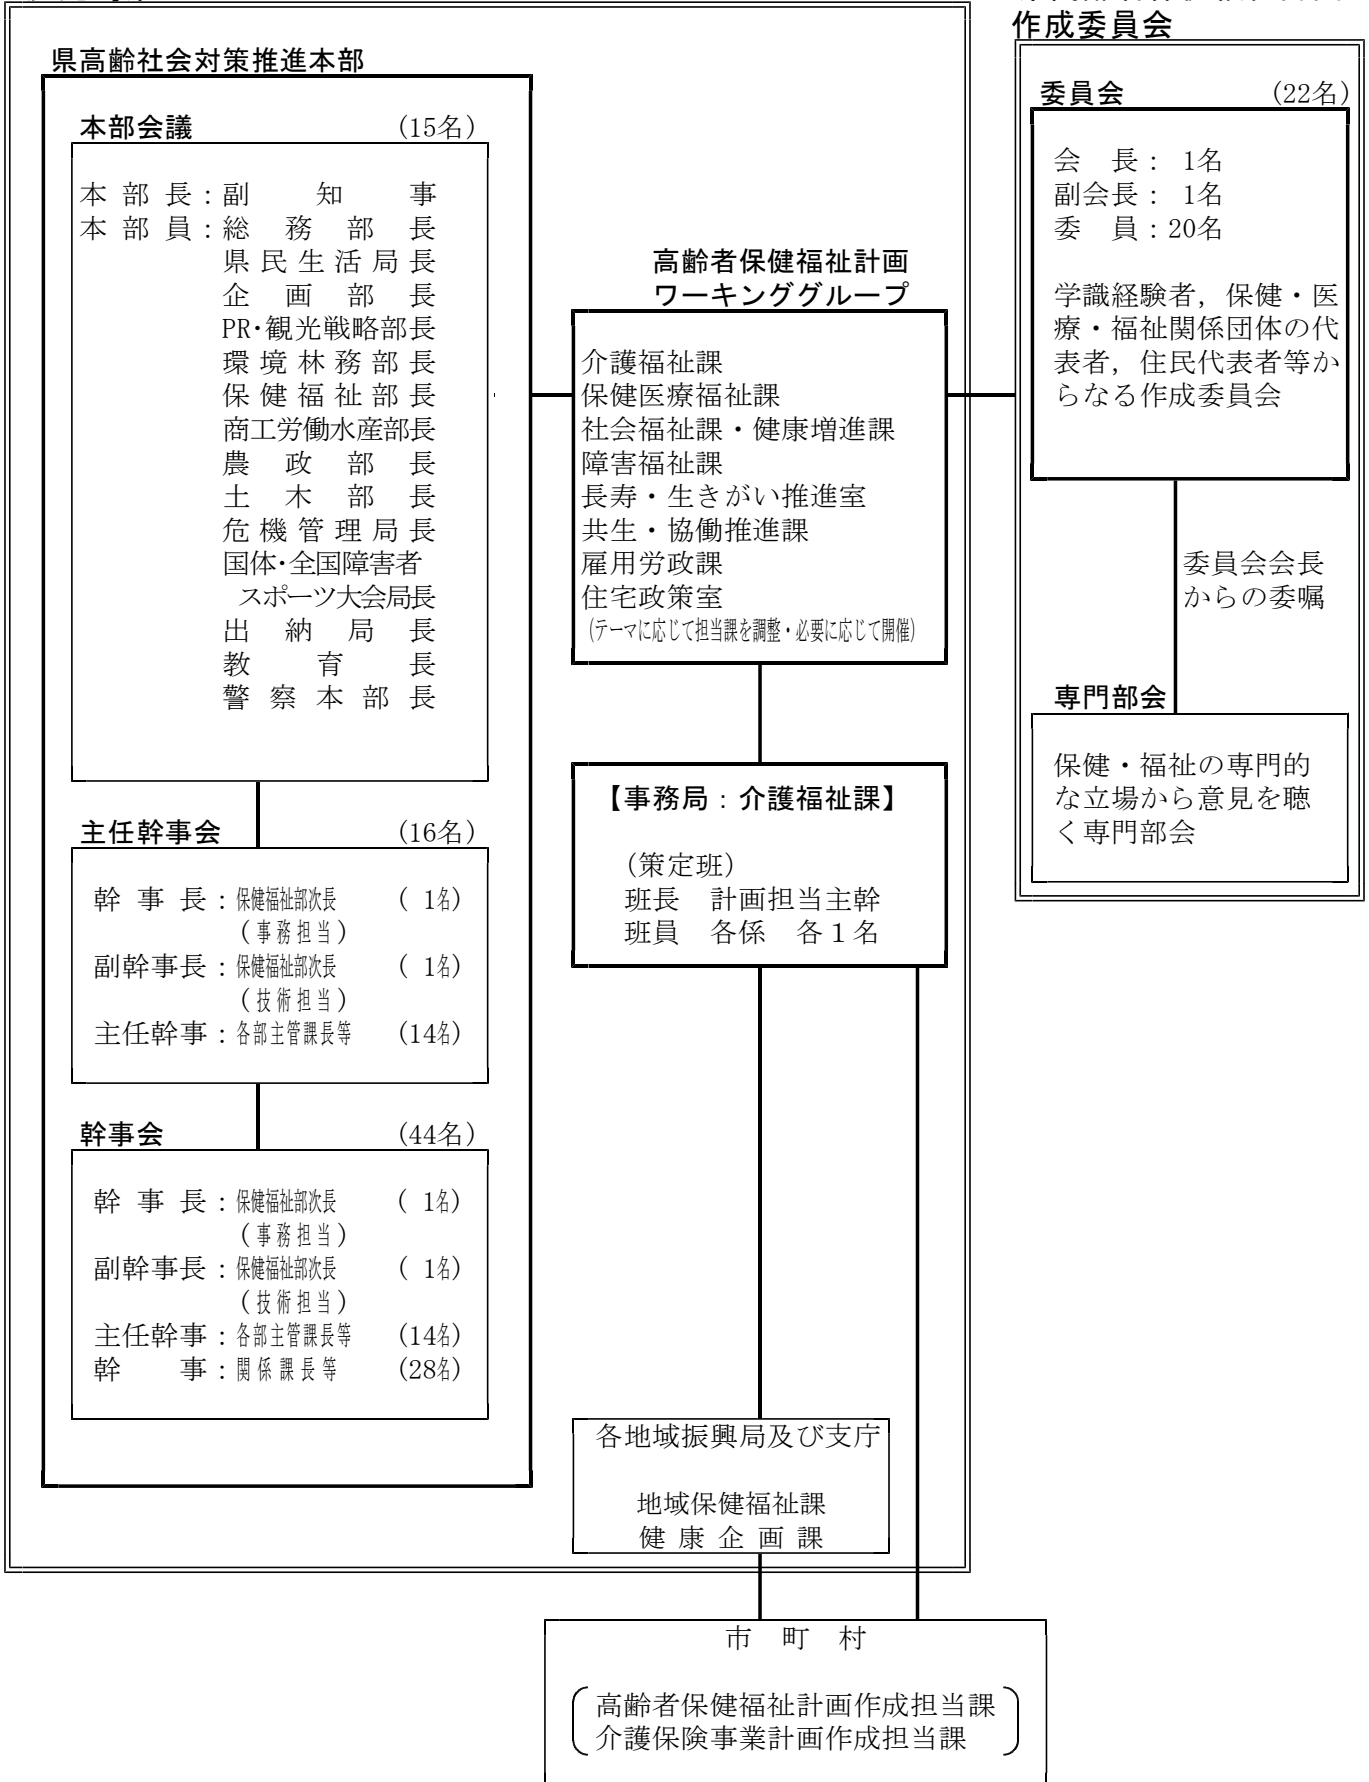 作成委員会
県高齢社会対策推進本部
本部会議 (15名)
本部長：副知事
本部員：総務部長
県民生活局長
企画部長
PR・観光戦略部長
環境林務部長
保健福祉部長
商工労働水産部長
農政部長
土木部長
危機管理局長
国体・全国障害者
スポーツ大会局長
出納局長
教育長
警察本部長
主任幹事会 (16名)
幹事長：保健福祉部次長 ( 1名)
(事務担当)
副幹事長：保健福祉部次長 ( 1名)
(技術担当)
主任幹事：各部主管課長等 (14名)
幹事会 (44名)
幹事長：保健福祉部次長 ( 1名)
(事務担当)
副幹事長：保健福祉部次長 ( 1名)
(技術担当)
主任幹事：各部主管課長等 (14名)
幹事：関係課長等 (28名)
高齢者保健福祉計画
ワーキンググループ
介護福祉課
保健医療福祉課
社会福祉課・健康増進課
障害福祉課
長寿・生きがい推進室
共生・協働推進課
雇用労政課
住宅政策室
(テーマに応じて担当課を調整・必要に応じて開催)
【事務局：介護福祉課】
(策定班)
班長 計画担当主幹
班員 各係 各１名
各地域振興局及び支庁
地域保健福祉課
健康企画課
市町村
高齢者保健福祉計画作成担当課
介護保険事業計画作成担当課
委員会 (22名)
会長： 1名
副会長： 1名
委員：20名
学識経験者，保健・医
療・福祉関係団体の代
表者，住民代表者等か
らなる作成委員会
委員会会長
からの委嘱
専門部会
保健・福祉の専門的
な立場から意見を聴
く専門部会